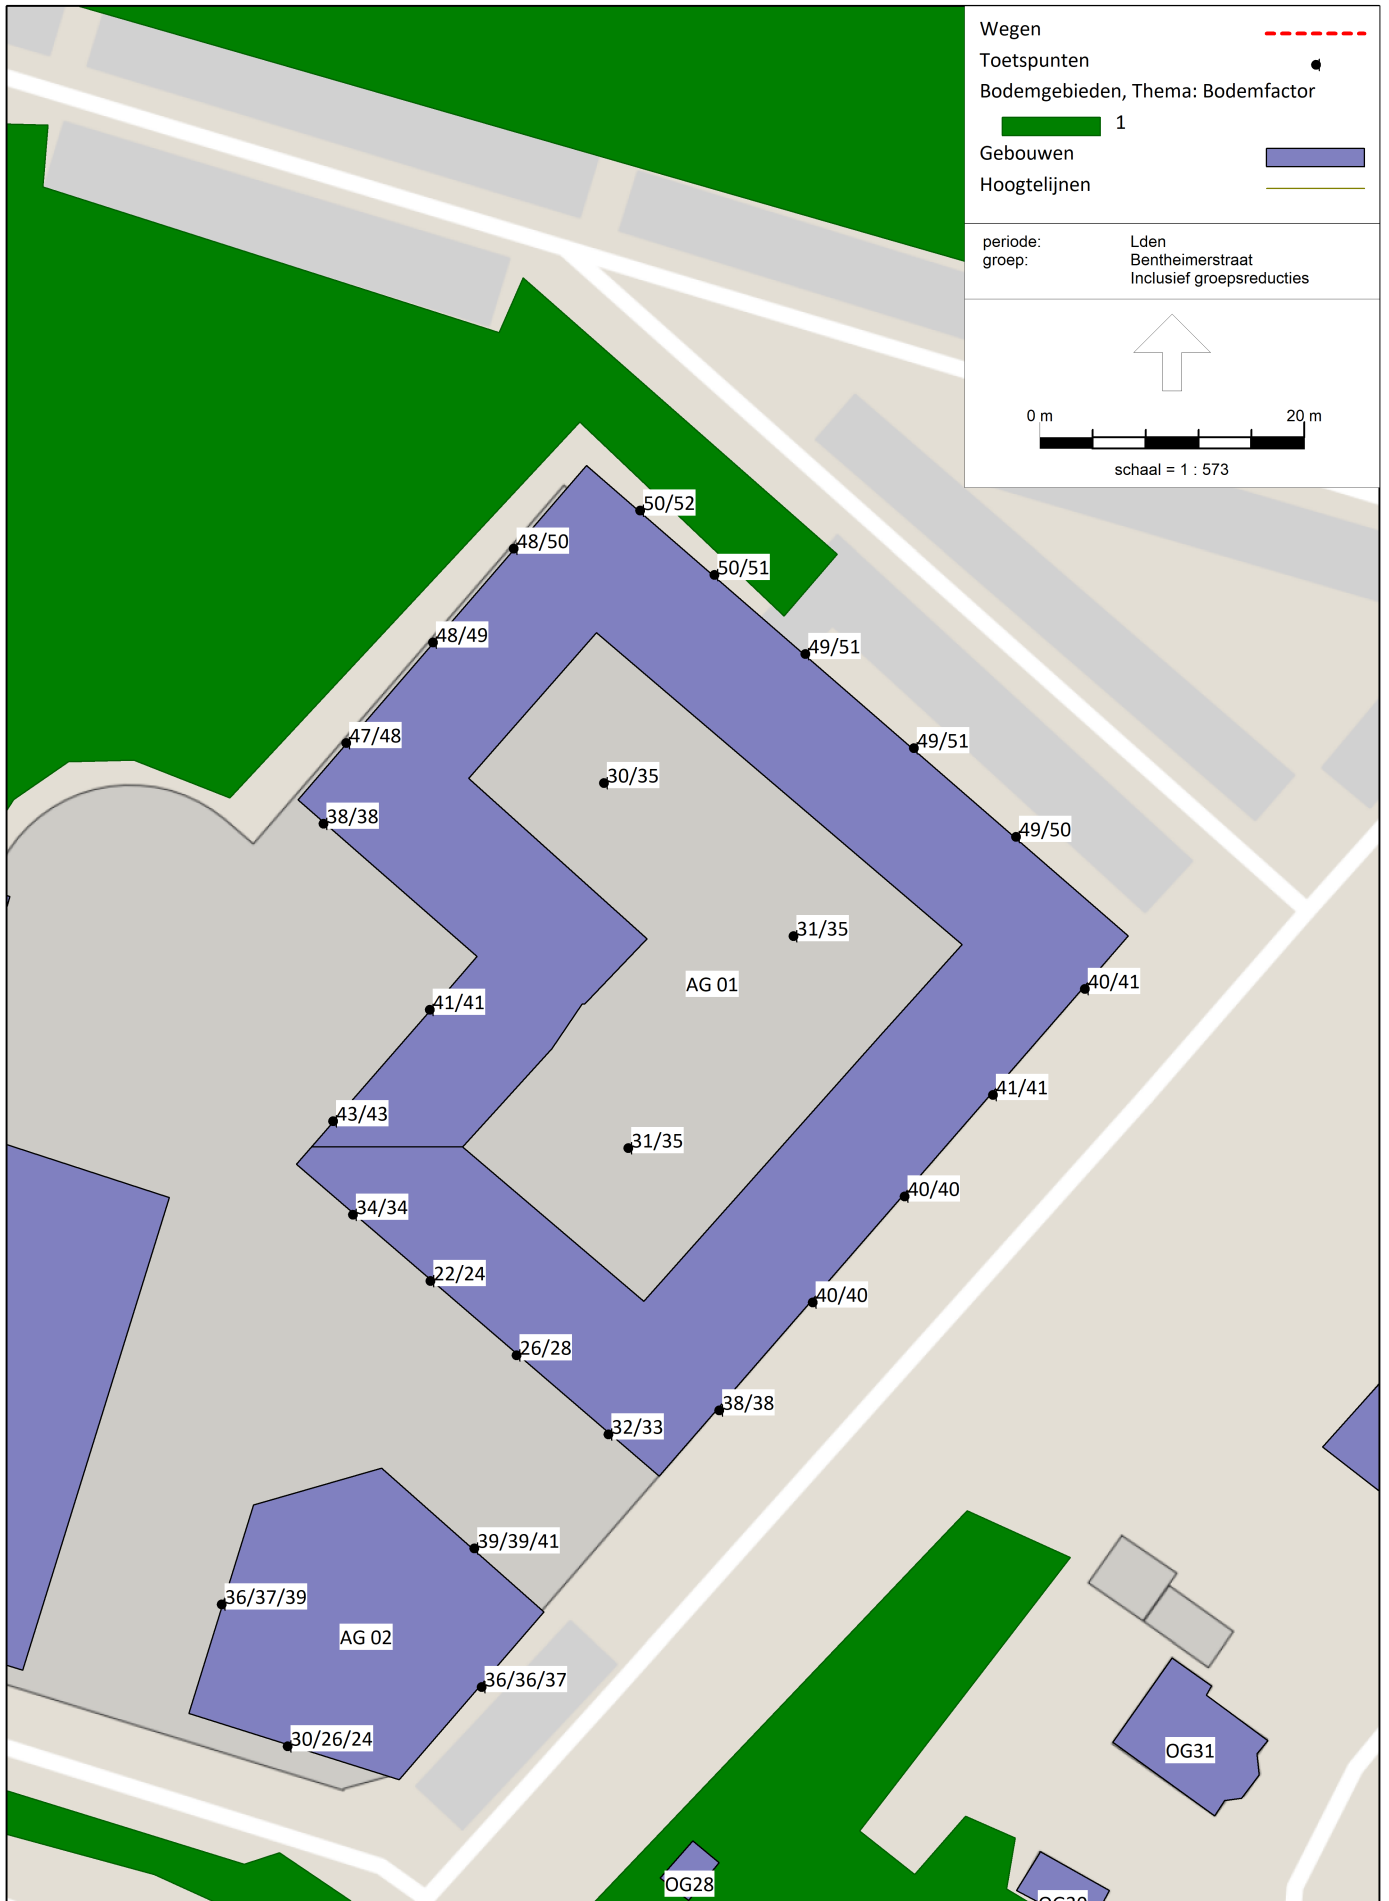 Wegen
Toetspunten
Bodemgebieden, Thema: Bodemfactor
1
Gebouwen
Hoogtelijnen
periode: Lden
groep: Bentheimerstraat
Inclusief groepsreducties
0 m 20 m
schaal = 1 : 573
50/52
48/50
50/51
48/49
49/51
47/48
49/51
30/35
38/38
49/50
31/35
AG 01
40/41
41/41
41/41
43/43
31/35
40/40
34/34
22/24
40/40
26/28
38/38
32/33
39/39/41
36/37/39
AG 02
36/36/37
30/26/24
OG31
OG28